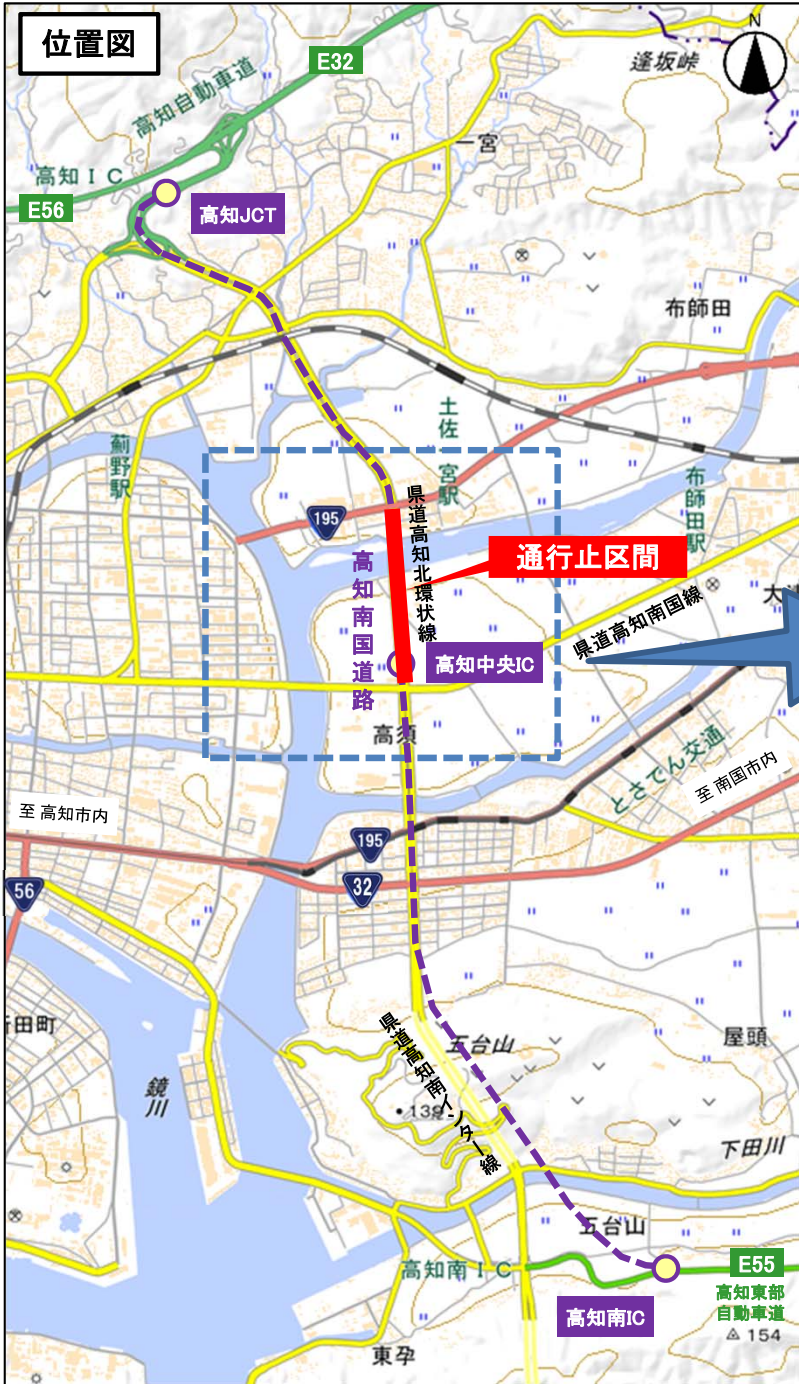 位置図
N
E32
逢坂峠
高知自動車道
一宮
高知IC
E56
高知JCT
布師田
土佐一宮駅
薊野駅
布師田駅
195
県道高知北環状線
通行止区間
高知南国道路
県道高知南国線
高知中央IC
高須
とさでん交通
至 南国市内
至 高知市内
195
32
56
県道高知南インター線
五台山
屋頭
鏡川
下田川
五台山
高知南IC
E55
高知東部
自動車道
高知南IC
154
東孕